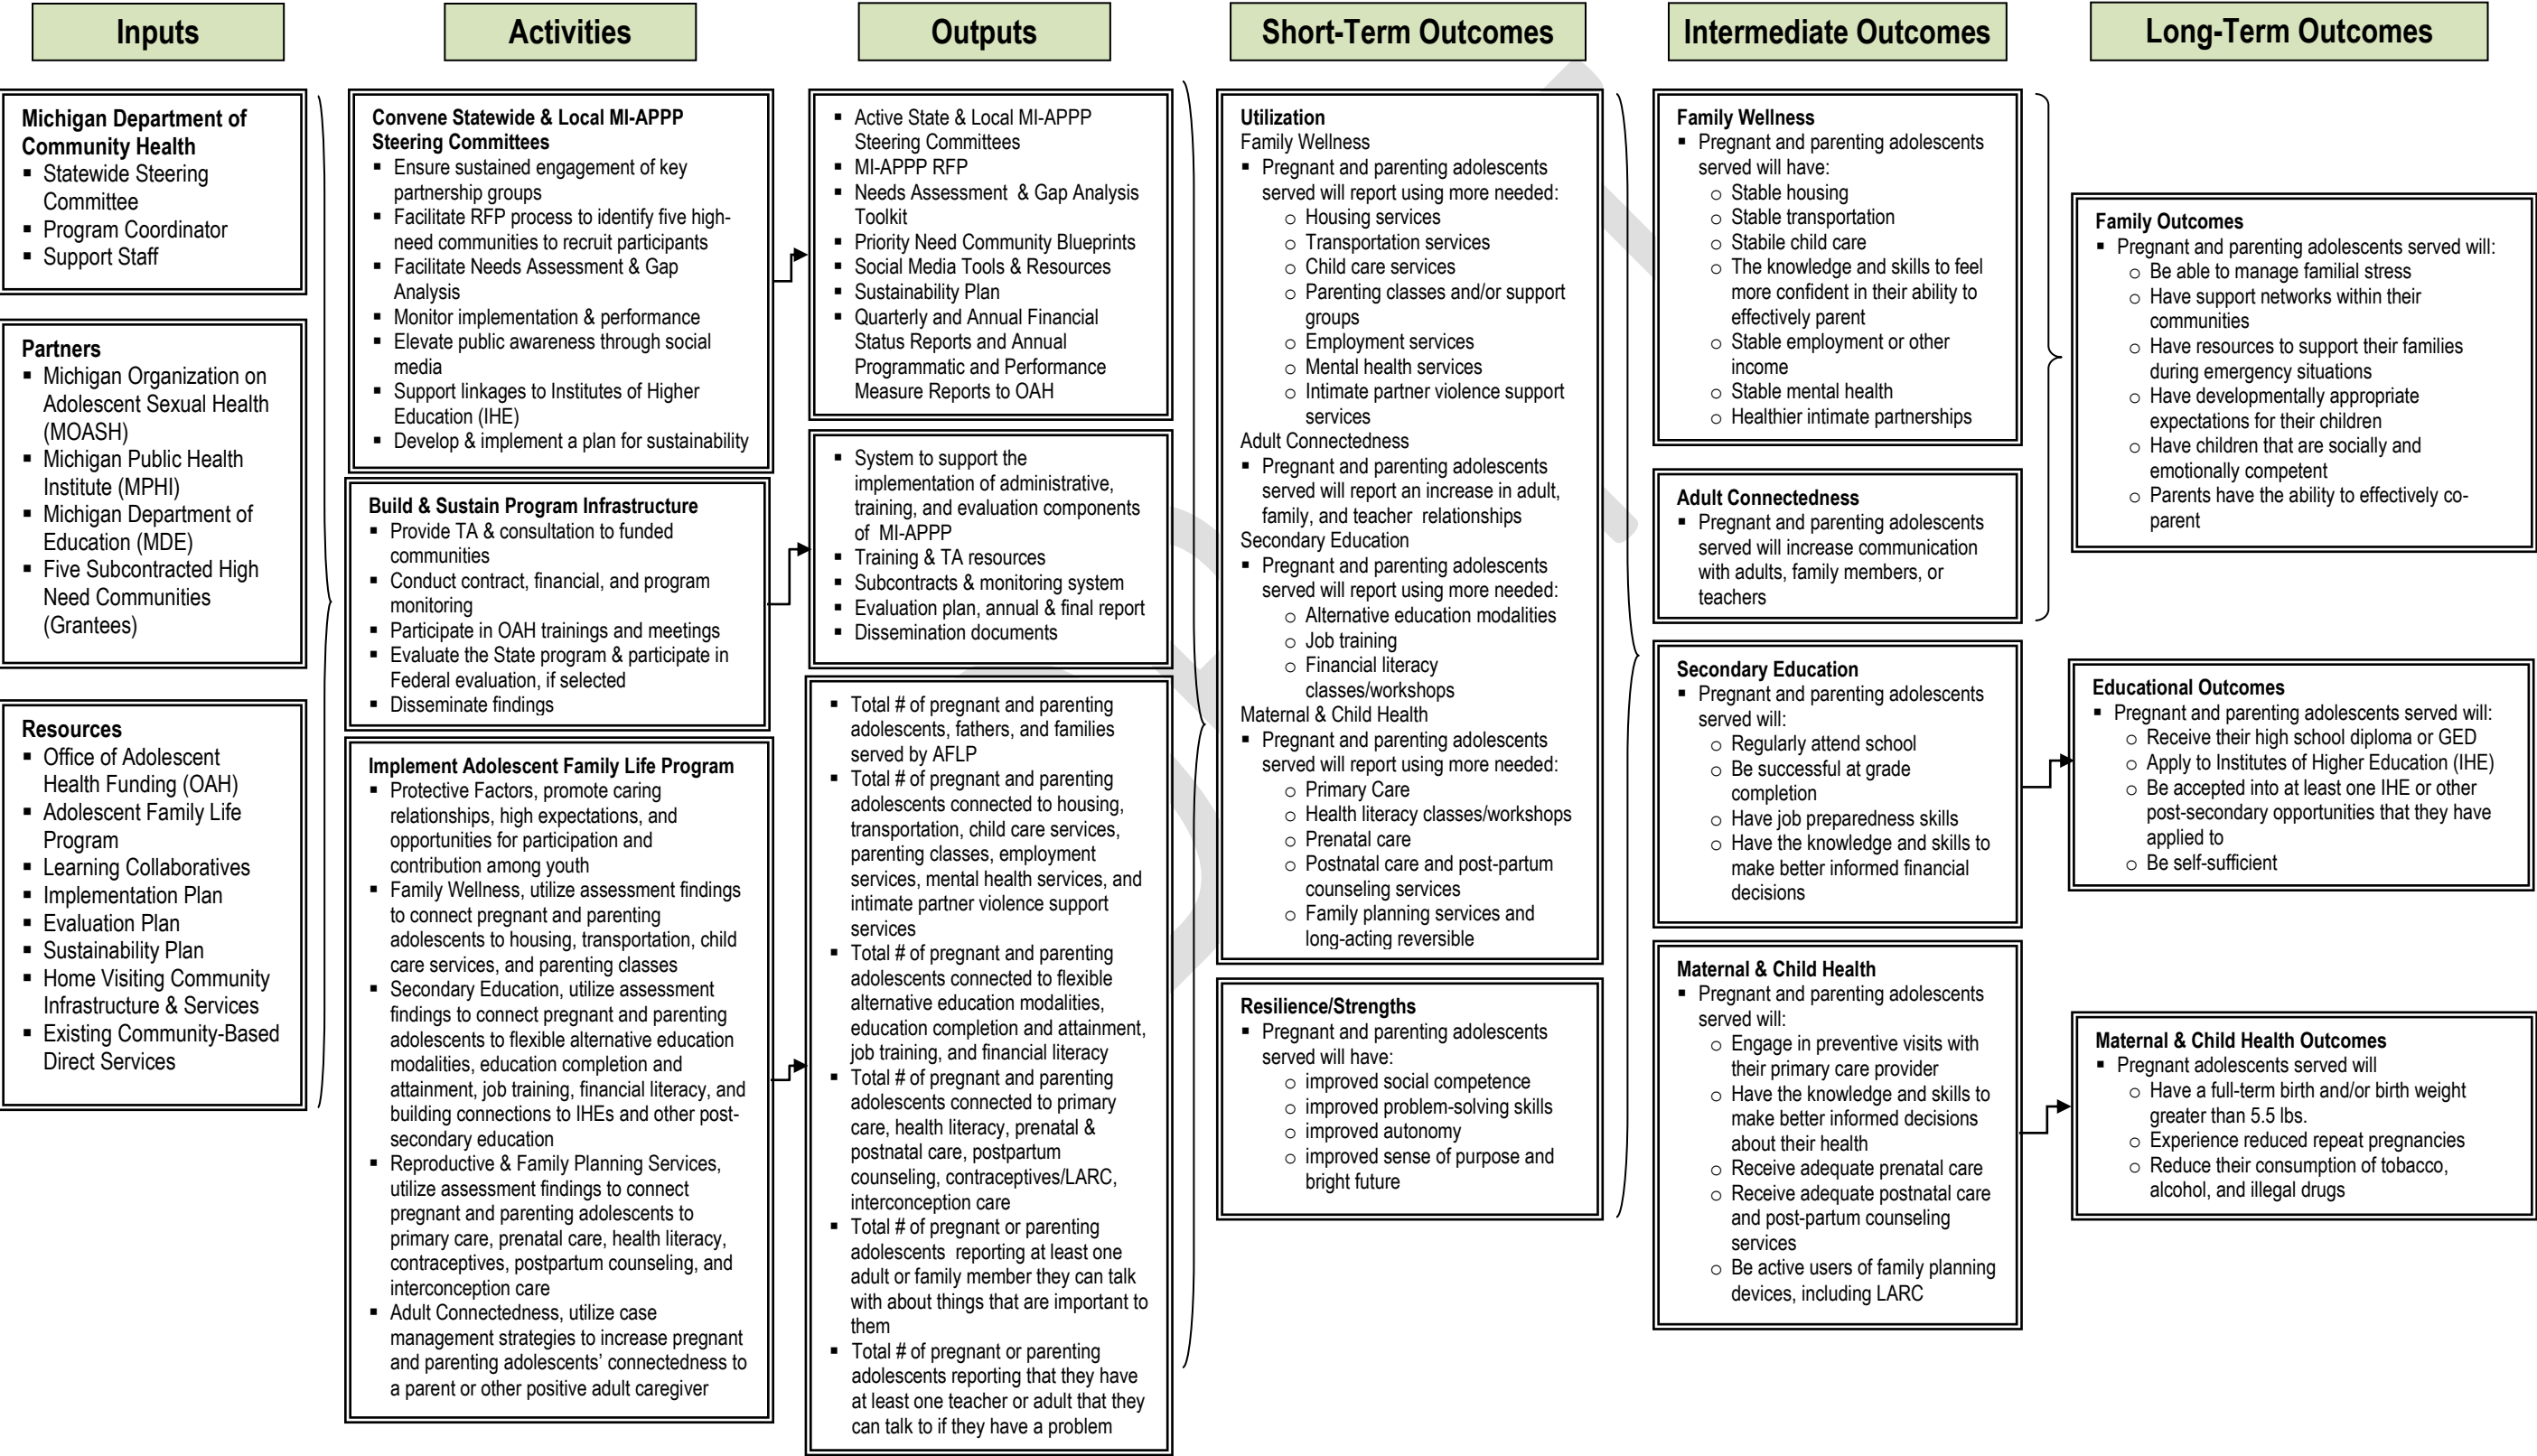 Inputs
Activities
Outputs
Short-Term Outcomes
Intermediate Outcomes
Long-Term Outcomes
Michigan Department of
Community Health
▪ Statewide Steering
Committee
▪ Program Coordinator
▪ Support Staff
Partners
▪ Michigan Organization on
Adolescent Sexual Health
(MOASH)
▪ Michigan Public Health
Institute (MPHI)
▪ Michigan Department of
Education (MDE)
▪ Five Subcontracted High
Need Communities
(Grantees)
Resources
▪ Office of Adolescent
Health Funding (OAH)
▪ Adolescent Family Life
Program
▪ Learning Collaboratives
▪ Implementation Plan
▪ Evaluation Plan
▪ Sustainability Plan
▪ Home Visiting Community
Infrastructure & Services
▪ Existing Community-Based
Direct Services
Convene Statewide & Local MI-APPP
Steering Committees
▪ Ensure sustained engagement of key
partnership groups
▪ Facilitate RFP process to identify five high-
need communities to recruit participants
▪ Facilitate Needs Assessment & Gap
Analysis
▪ Monitor implementation & performance
▪ Elevate public awareness through social
media
▪ Support linkages to Institutes of Higher
Education (IHE)
▪ Develop & implement a plan for sustainability
Build & Sustain Program Infrastructure
▪ Provide TA & consultation to funded
communities
▪ Conduct contract, financial, and program
monitoring
▪ Participate in OAH trainings and meetings
▪ Evaluate the State program & participate in
Federal evaluation, if selected
▪ Disseminate findings
Implement Adolescent Family Life Program
▪ Protective Factors, promote caring
relationships, high expectations, and
opportunities for participation and
contribution among youth
▪ Family Wellness, utilize assessment findings
to connect pregnant and parenting
adolescents to housing, transportation, child
care services, and parenting classes
▪ Secondary Education, utilize assessment
findings to connect pregnant and parenting
adolescents to flexible alternative education
modalities, education completion and
attainment, job training, financial literacy, and
building connections to IHEs and other post-
secondary education
▪ Reproductive & Family Planning Services,
utilize assessment findings to connect
pregnant and parenting adolescents to
primary care, prenatal care, health literacy,
contraceptives, postpartum counseling, and
interconception care
▪ Adult Connectedness, utilize case
management strategies to increase pregnant
and parenting adolescents’ connectedness to
a parent or other positive adult caregiver
▪ Active State & Local MI-APPP
Steering Committees
▪ MI-APPP RFP
▪ Needs Assessment & Gap Analysis
Toolkit
▪ Priority Need Community Blueprints
▪ Social Media Tools & Resources
▪ Sustainability Plan
▪ Quarterly and Annual Financial
Status Reports and Annual
Programmatic and Performance
Measure Reports to OAH
▪ System to support the
implementation of administrative,
training, and evaluation components
of MI-APPP
▪ Training & TA resources
▪ Subcontracts & monitoring system
▪ Evaluation plan, annual & final report
▪ Dissemination documents
▪ Total # of pregnant and parenting
adolescents, fathers, and families
served by AFLP
▪ Total # of pregnant and parenting
adolescents connected to housing,
transportation, child care services,
parenting classes, employment
services, mental health services, and
intimate partner violence support
services
▪ Total # of pregnant and parenting
adolescents connected to flexible
alternative education modalities,
education completion and attainment,
job training, and financial literacy
▪ Total # of pregnant and parenting
adolescents connected to primary
care, health literacy, prenatal &
postnatal care, postpartum
counseling, contraceptives/LARC,
interconception care
▪ Total # of pregnant or parenting
adolescents reporting at least one
adult or family member they can talk
with about things that are important to
them
▪ Total # of pregnant or parenting
adolescents reporting that they have
at least one teacher or adult that they
can talk to if they have a problem
Utilization
Family Wellness
▪ Pregnant and parenting adolescents
served will report using more needed:
o Housing services
o Transportation services
o Child care services
o Parenting classes and/or support
groups
o Employment services
o Mental health services
o Intimate partner violence support
services
Adult Connectedness
▪ Pregnant and parenting adolescents
served will report an increase in adult,
family, and teacher relationships
Secondary Education
▪ Pregnant and parenting adolescents
served will report using more needed:
o Alternative education modalities
o Job training
o Financial literacy
classes/workshops
Maternal & Child Health
▪ Pregnant and parenting adolescents
served will report using more needed:
o Primary Care
o Health literacy classes/workshops
o Prenatal care
o Postnatal care and post-partum
counseling services
o Family planning services and
long-acting reversible
Resilience/Strengths
▪ Pregnant and parenting adolescents
served will have:
o improved social competence
o improved problem-solving skills
o improved autonomy
o improved sense of purpose and
bright future
Family Wellness
▪ Pregnant and parenting adolescents
served will have:
o Stable housing
o Stable transportation
o Stabile child care
o The knowledge and skills to feel
more confident in their ability to
effectively parent
o Stable employment or other
income
o Stable mental health
o Healthier intimate partnerships
Adult Connectedness
▪ Pregnant and parenting adolescents
served will increase communication
with adults, family members, or
teachers
Secondary Education
▪ Pregnant and parenting adolescents
served will:
o Regularly attend school
o Be successful at grade
completion
o Have job preparedness skills
o Have the knowledge and skills to
make better informed financial
decisions
Maternal & Child Health
▪ Pregnant and parenting adolescents
served will:
o Engage in preventive visits with
their primary care provider
o Have the knowledge and skills to
make better informed decisions
about their health
o Receive adequate prenatal care
o Receive adequate postnatal care
and post-partum counseling
services
o Be active users of family planning
devices, including LARC
Family Outcomes
▪ Pregnant and parenting adolescents served will:
o Be able to manage familial stress
o Have support networks within their
communities
o Have resources to support their families
during emergency situations
o Have developmentally appropriate
expectations for their children
o Have children that are socially and
emotionally competent
o Parents have the ability to effectively co-
parent
Educational Outcomes
▪ Pregnant and parenting adolescents served will:
o Receive their high school diploma or GED
o Apply to Institutes of Higher Education (IHE)
o Be accepted into at least one IHE or other
post-secondary opportunities that they have
applied to
o Be self-sufficient
Maternal & Child Health Outcomes
▪ Pregnant adolescents served will
o Have a full-term birth and/or birth weight
greater than 5.5 lbs.
o Experience reduced repeat pregnancies
o Reduce their consumption of tobacco,
alcohol, and illegal drugs